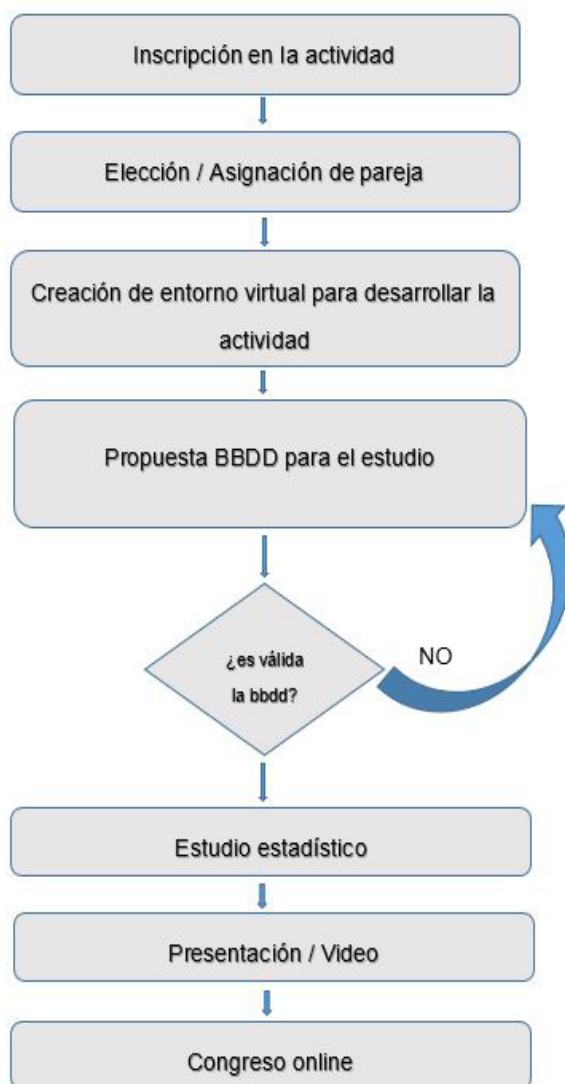 Inscripción en la actividad
Elección / Asignación de pareja
Creación de entorno virtual para desarrollar la
actividad
Propuesta BBDD para el estudio
¿es válida
la bbdd?
NO
Estudio estadístico
Presentación / Video
Congreso online